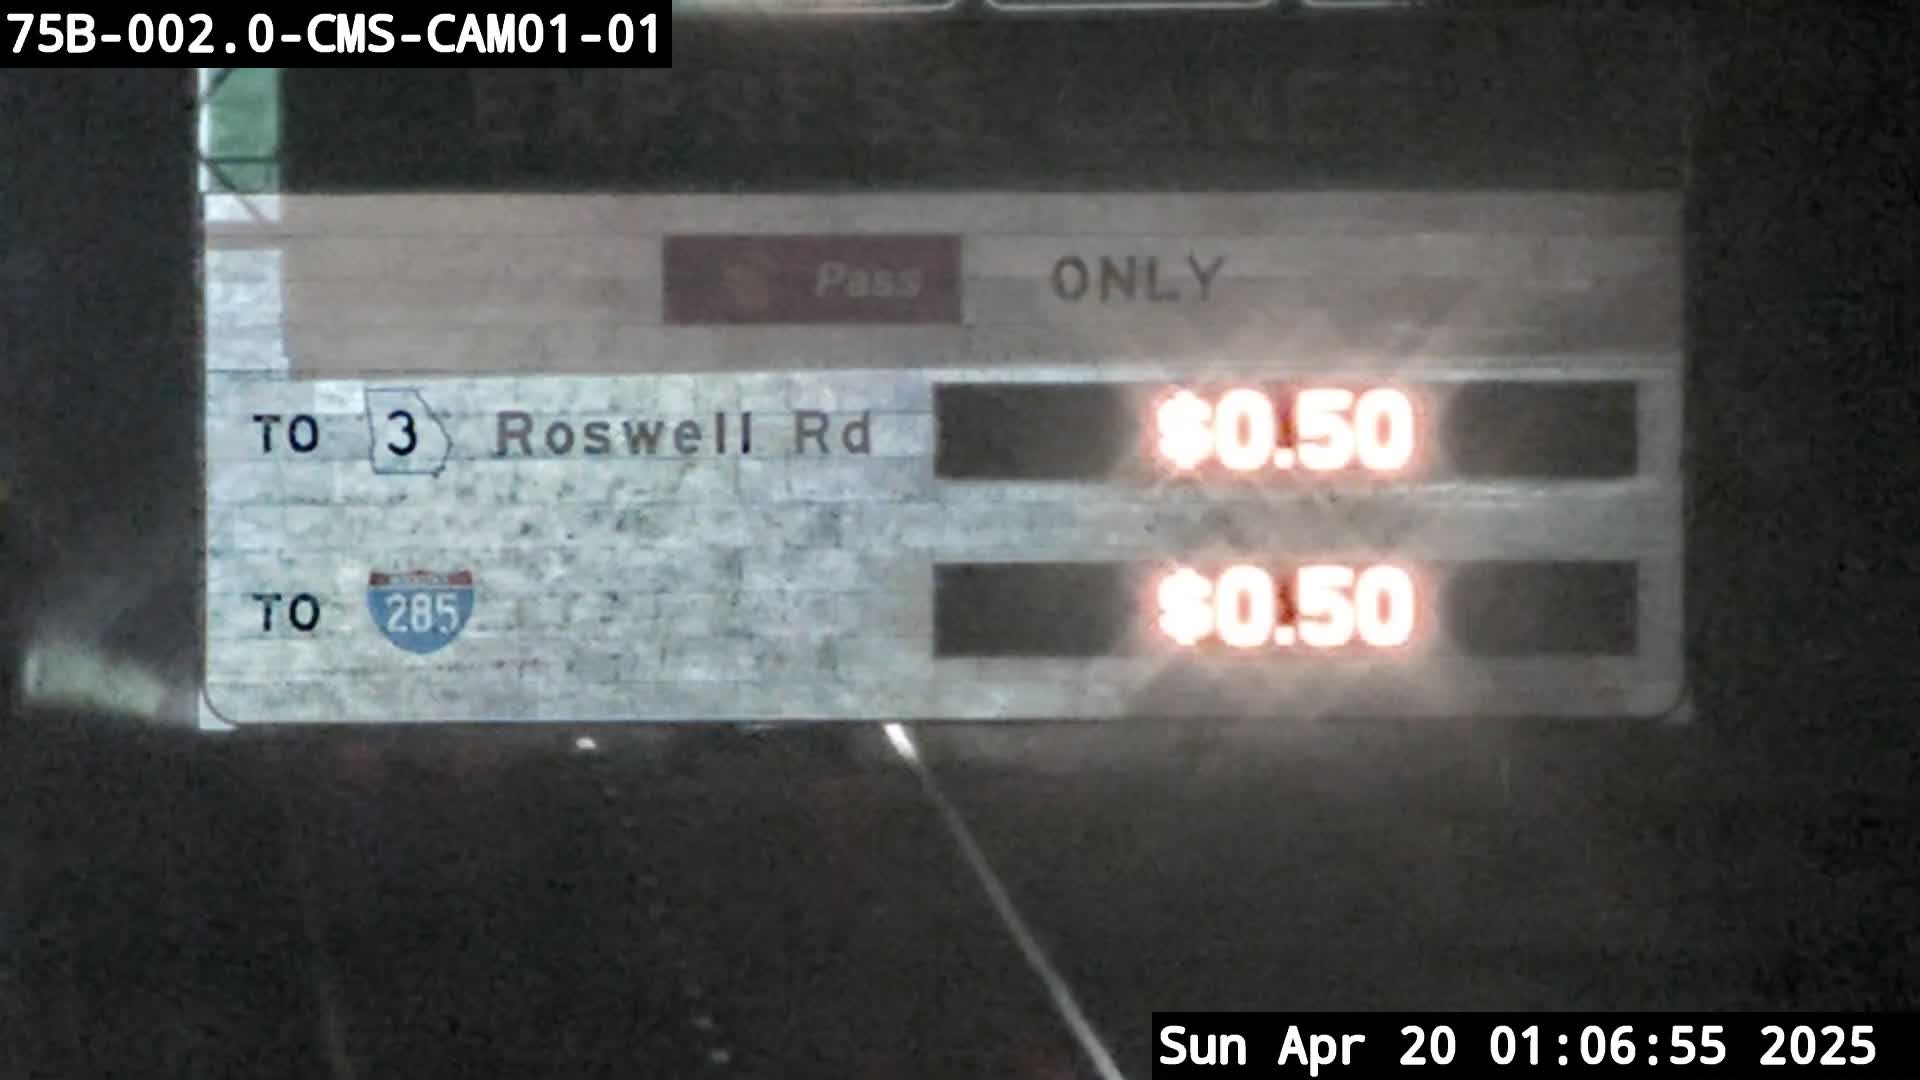 75B-002.0-CMS-CAM01-01
Pass ONLY
TO 3 Roswell Rd $0.50
TO 285 $0.50
Sun Apr 20 01:06:55 2025